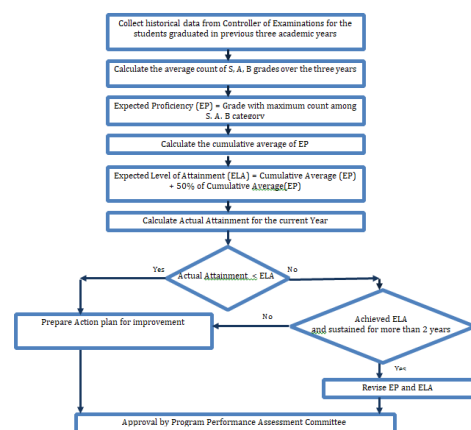 Collect historical data from Controller of Examinations for the
students graduated in previous three academic years
Calculate the average count of S, A, B grades over the three years
Expected Proficiency (EP) = Grade with maximum count among
S, A, B category
Calculate the cumulative average of EP
Expected Level of Attainment (ELA) = Cumulative Average (EP)
+ 50% of Cumulative Average(EP)
Calculate Actual Attainment for the current Year
Yes
Actual Attainment < ELA
No
Prepare Action plan for improvement
No
Achieved ELA
and sustained for more than 2 years
Yes
Revise EP and ELA
Approval by Program Performance Assessment Committee